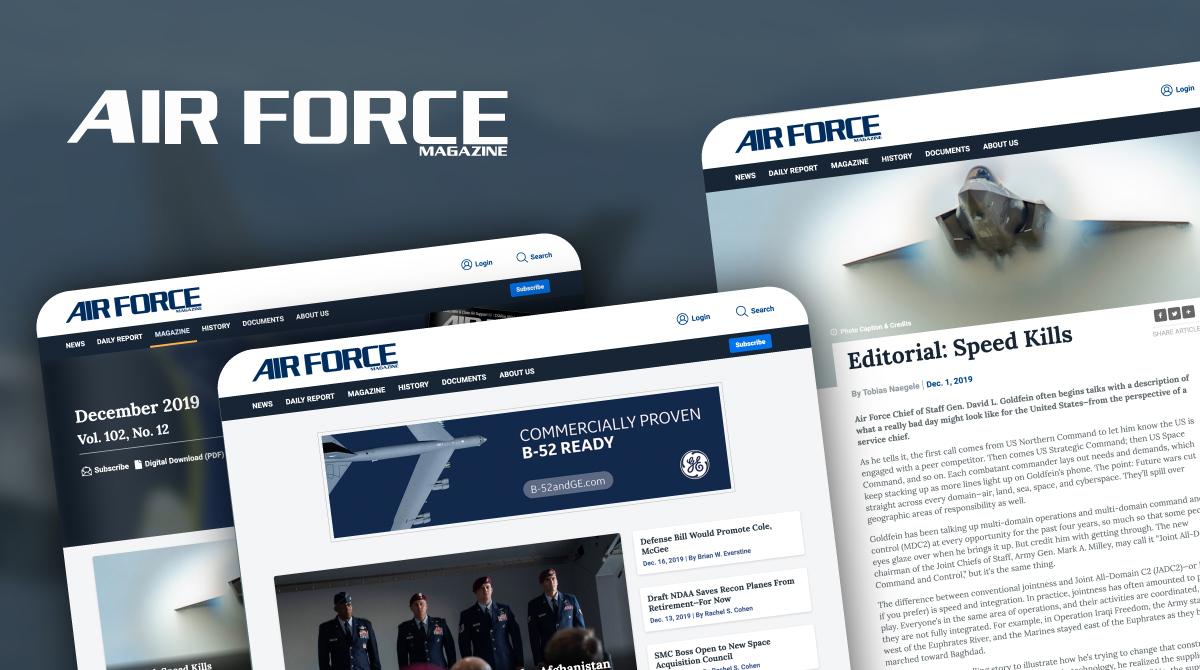 AIR FORCE
MAGAZINE
AIR FORCE
MAGAZINE
Login
Search
NEWS
DAILY REPORT
MAGAZINE
HISTORY
DOCUMENTS
ABOUT US
Subscribe
December 2019
Vol. 102, No. 12
Subscribe
Digital Download (PDF)
Speed Kills
AIR FORCE
MAGAZINE
Login
Search
NEWS
DAILY REPORT
MAGAZINE
HISTORY
DOCUMENTS
ABOUT US
Subscribe
COMMERCIALLY PROVEN
B-52 READY
B-52andGE.com
GE
Afghanistan
Defense Bill Would Promote Cole,
McGee
Dec. 16, 2019 | By Brian W. Everstine
Draft NDAA Saves Recon Planes From
Retirement—For Now
Dec. 13, 2019 | By Rachel S. Cohen
SMC Boss Open to New Space
Acquisition Council
Rachel S. Cohen
AIR FORCE
MAGAZINE
Login
NEWS
DAILY REPORT
MAGAZINE
HISTORY
DOCUMENTS
ABOUT US
Photo Caption & Credits
SHARE ARTICLE
Editorial: Speed Kills
By Tobias Naegele | Dec. 1, 2019
Air Force Chief of Staff Gen. David L. Goldfein often begins talks with a description of
what a really bad day might look like for the United States—from the perspective of a
service chief.
As he tells it, the first call comes from US Northern Command to let him know the US is
engaged with a peer competitor. Then comes US Strategic Command; then US Space
Command, and so on. Each combatant commander lays out needs and demands, which
keep stacking up as more lines light up on Goldfein's phone. The point: Future wars cut
straight across every domain—air, land, sea, space, and cyberspace. They'll spill over
geographic areas of responsibility as well.
Goldfein has been talking up multi-domain operations and multi-domain command and
control (MDC2) at every opportunity for the past four years, so much so that some
eyes glaze over when he brings it up. But credit him with getting through. The new
chairman of the Joint Chiefs of Staff, Army Gen. Mark A. Milley, may call it "Joint All-D
Command and Control," but it's the same thing.
The difference between conventional jointness and Joint All-Domain C2 (JADC2)—or
if you prefer) is speed and integration. In practice, jointness has often amounted to
play. Everyone's in the same area of operations, and their activities are coordinated,
they are not fully integrated. For example, in Operation Iraqi Freedom, the Army
west of the Euphrates River, and the Marines stayed east of the Euphrates as they
marched toward Baghdad.
story to illustrate how he's trying to change that
technology, he realized the